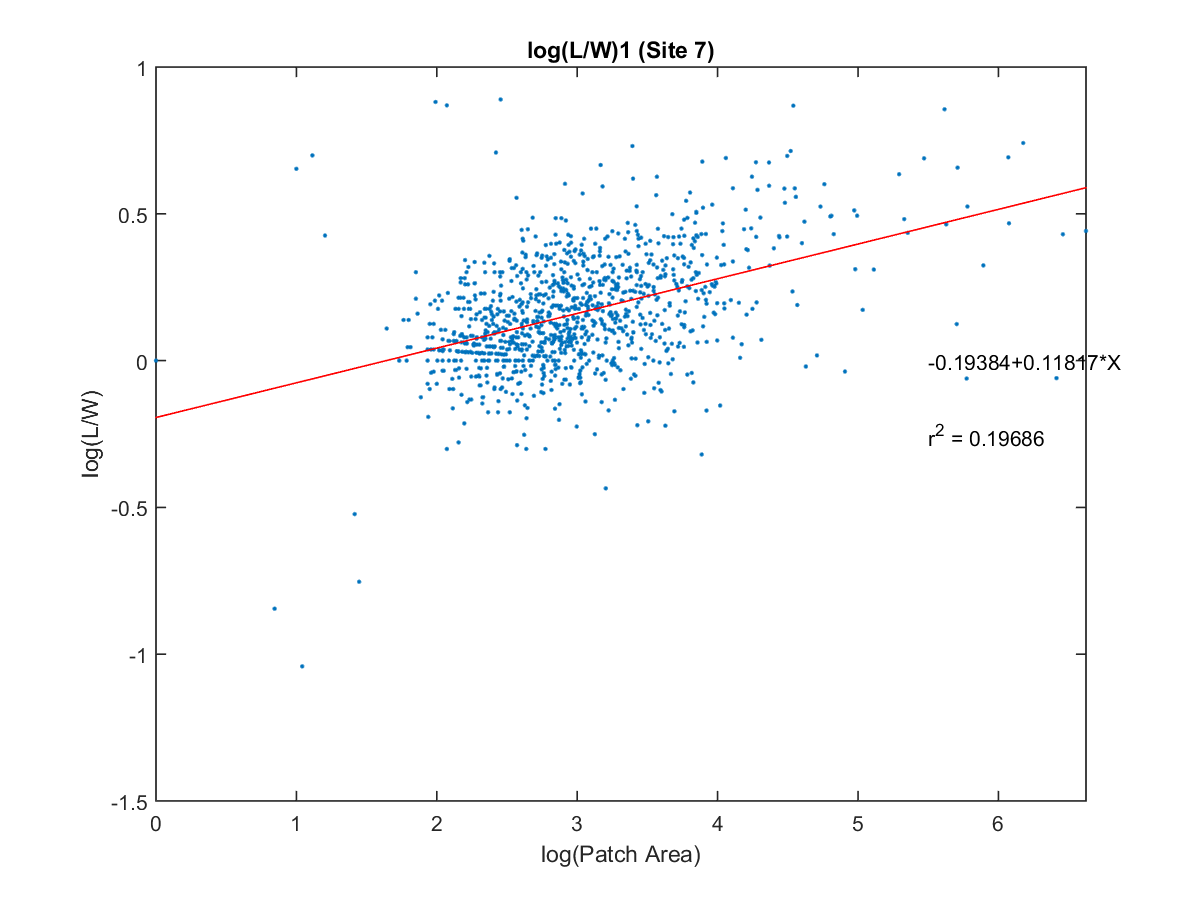 log(L/W)1 (Site 7)
1
0.5
0
-0.5
-1
-1.5
log(L/W)
-0.19384+0.11817*X
r2 = 0.19686
0 1 2 3 4 5 6
log(Patch Area)